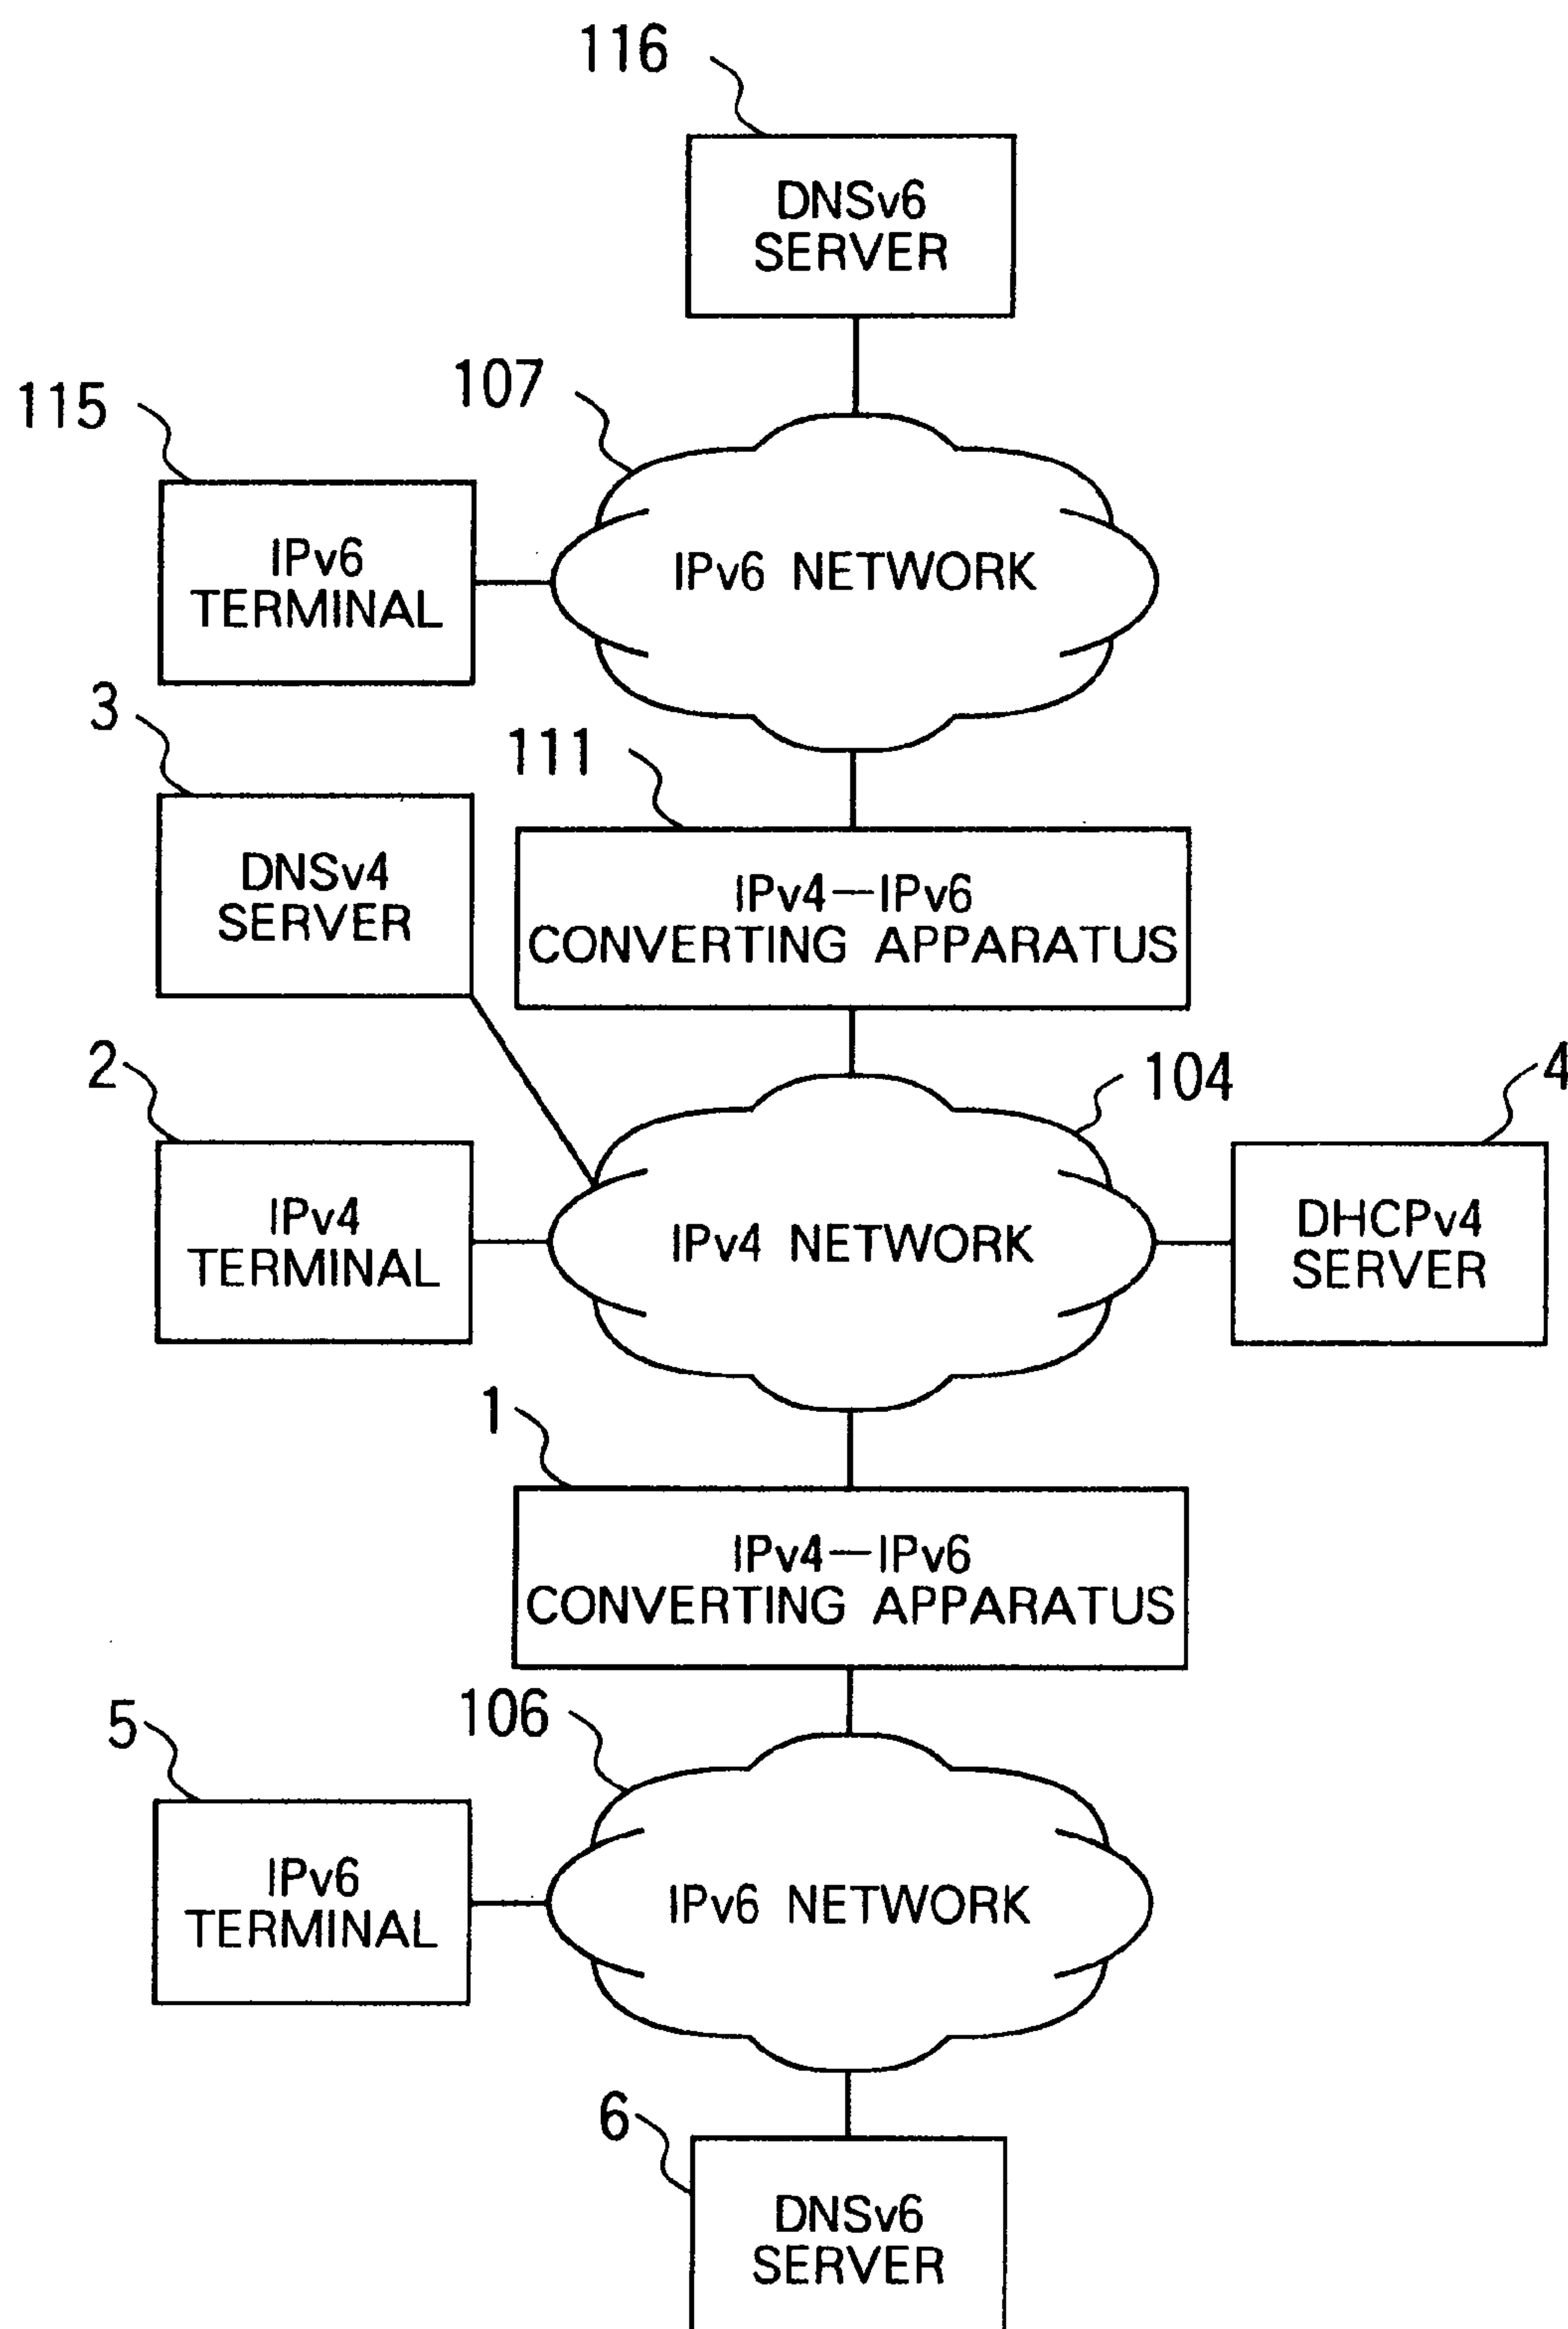 116
DNSv6
SERVER
107
115
IPv6
TERMINAL
IPv6 NETWORK
3
111
DNSv4
SERVER
IPv4—IPv6
CONVERTING APPARATUS
2
104
4
IPv4
TERMINAL
IPv4 NETWORK
DHCPv4
SERVER
1
IPv4—IPv6
CONVERTING APPARATUS
5
106
IPv6
TERMINAL
IPv6 NETWORK
6
DNSv6
SERVER